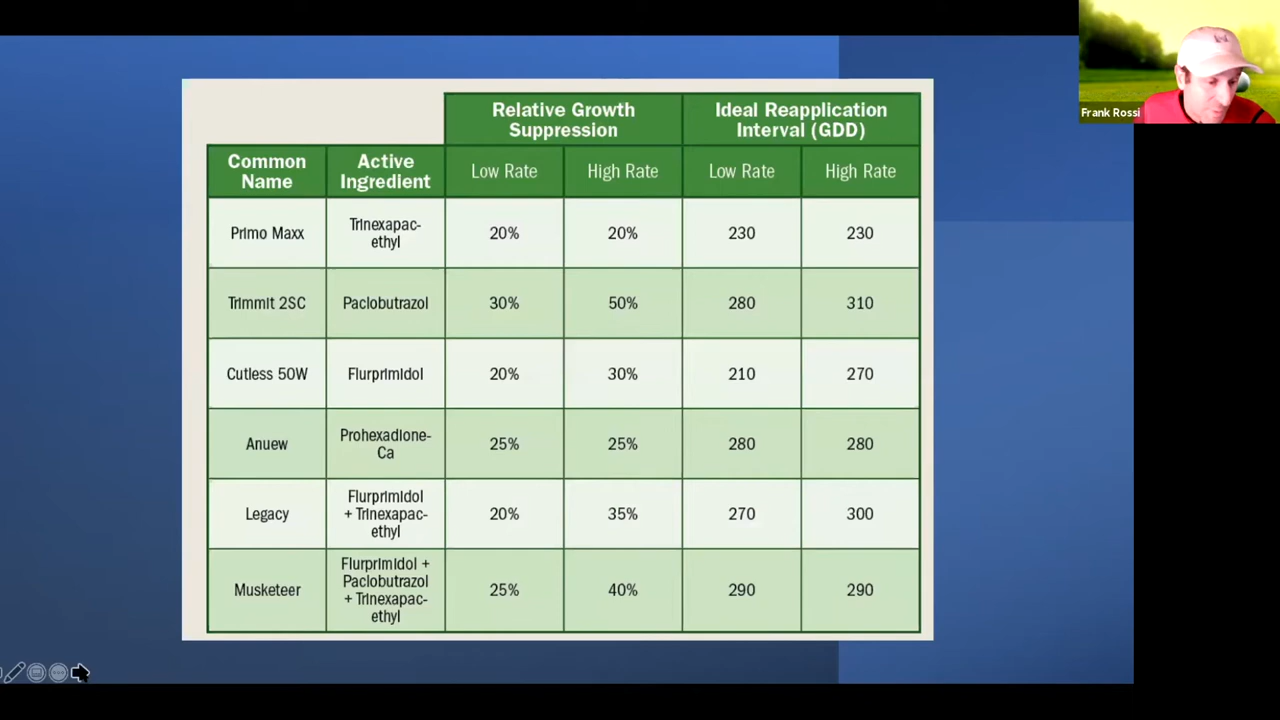 Frank Rossi
Relative Growth
Suppression
Ideal Reapplication
Interval (GDD)
Common
Name
Active
Ingredient
Low Rate
High Rate
Low Rate
High Rate
Primo Maxx
Trinexapac-
ethyl
20%
20%
230
230
Trimmit 2SC
Paclobutrazol
30%
50%
280
310
Cutless 50W
Flurprimidol
20%
30%
210
270
Anuew
Prohexadione-
Ca
25%
25%
280
280
Legacy
Flurprimidol
+ Trinexapac-
ethyl
20%
35%
270
300
Musketeer
Flurprimidol +
Paclobutrazol
+ Trinexapac-
ethyl
25%
40%
290
290